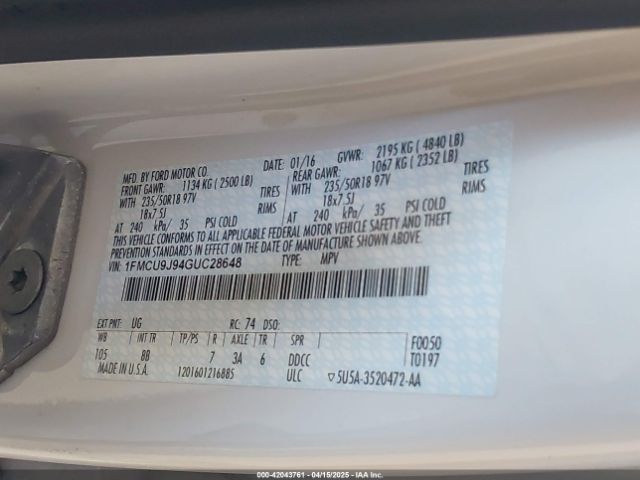 MFD. BY FORD MOTOR CO.
DATE: 01/16 GVWR: 2195 KG ( 4840 LB)
FRONT GAWR: 1134 KG ( 2500 LB) REAR GAWR: 1067 KG ( 2352 LB)
WITH 235/50R18 97V TIRES WITH 235/50R18 97V TIRES
18x7.5J RIMS 18x7.5J RIMS
AT 240 kPa/ 35 PSI COLD AT 240 kPa/ 35 PSI COLD
THIS VEHICLE CONFORMS TO ALL APPLICABLE FEDERAL MOTOR VEHICLE SAFETY AND THEFT
PREVENTION STANDARDS IN EFFECT ON THE DATE OF MANUFACTURE SHOWN ABOVE.
VIN: 1FMCU9J94GUC28648 TYPE: MPV
EXT PNT: UG RC: 74 DSO:
WB INT TR TP/PS R AXLE TR SPR F0050
105 BB 7 3A 6 DDCC T0197
MADE IN U.S.A. 1201601216885 ULC ▽5U5A-3520472-AA
000-42043761 - 04/15/2025 - IAAI Holdings, Inc.